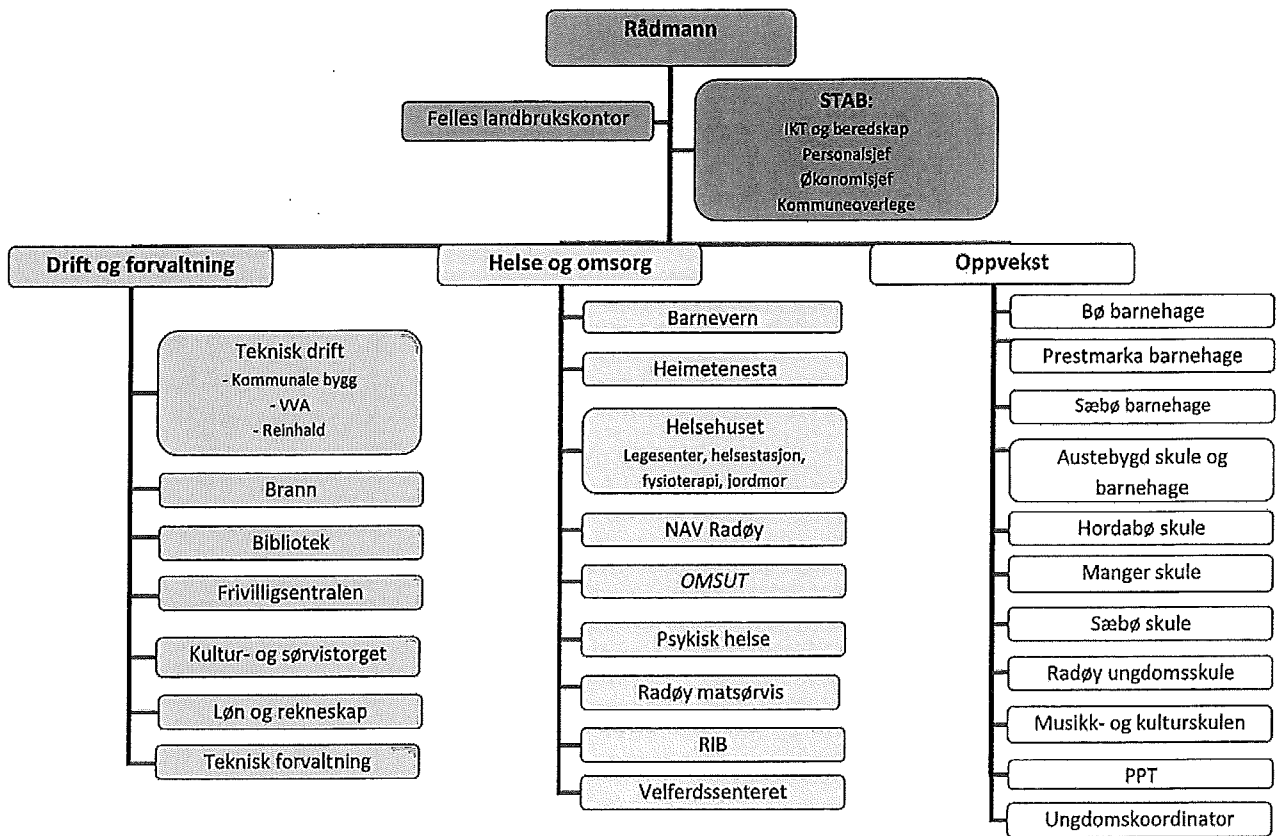 Rådmann
Felles landbrukskontor
STAB:
IKT og beredskap
Personalsjef
Økonomisjef
Kommuneoverlege
Drift og forvaltning
Teknisk drift
- Kommunale bygg
- VVA
- Reinhald
Brann
Bibliotek
Frivilligsentralen
Kultur- og sørvistorget
Løn og rekneskap
Teknisk forvaltning
Helse og omsorg
Barnevern
Heimetenesta
Helsehuset
Legesenter, helsestasjon,
fysioterapi, jordmor
NAV Radøy
OMSUT
Psykisk helse
Radøy matsørvis
RIB
Velferdssenteret
Oppvekst
Bø barnehage
Prestmarka barnehage
Sæbø barnehage
Austebygd skule og
barnehage
Hordabø skule
Manger skule
Sæbø skule
Radøy ungdomsskule
Musikk- og kulturskulen
PPT
Ungdomskoordinator